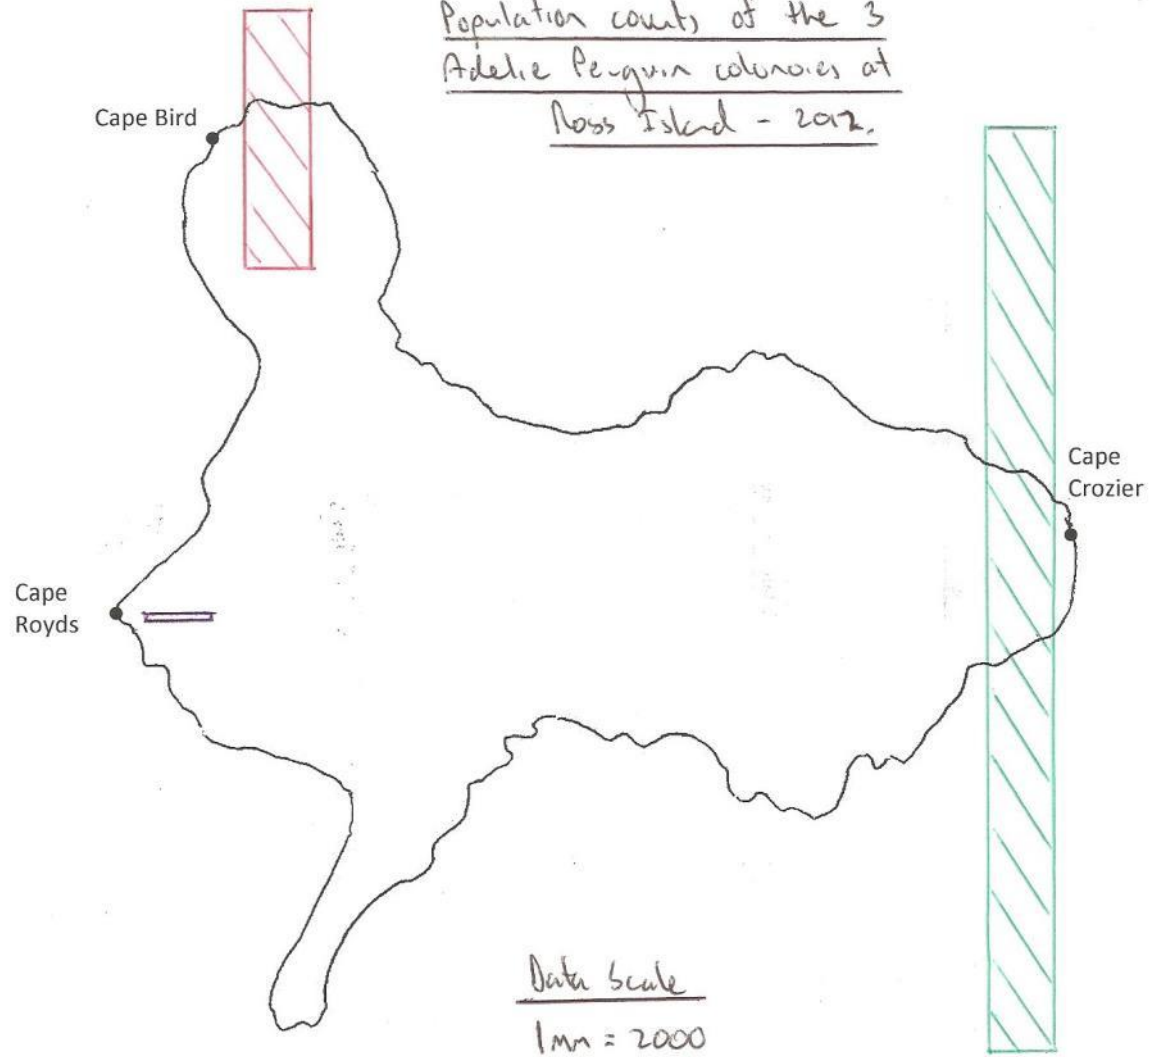 Population counts of the 3
Adelie Penguin colonies at
Ross Island - 2012.
Cape Bird
Cape
Crozier
Cape
Royds
Data Scale
1mm = 2000